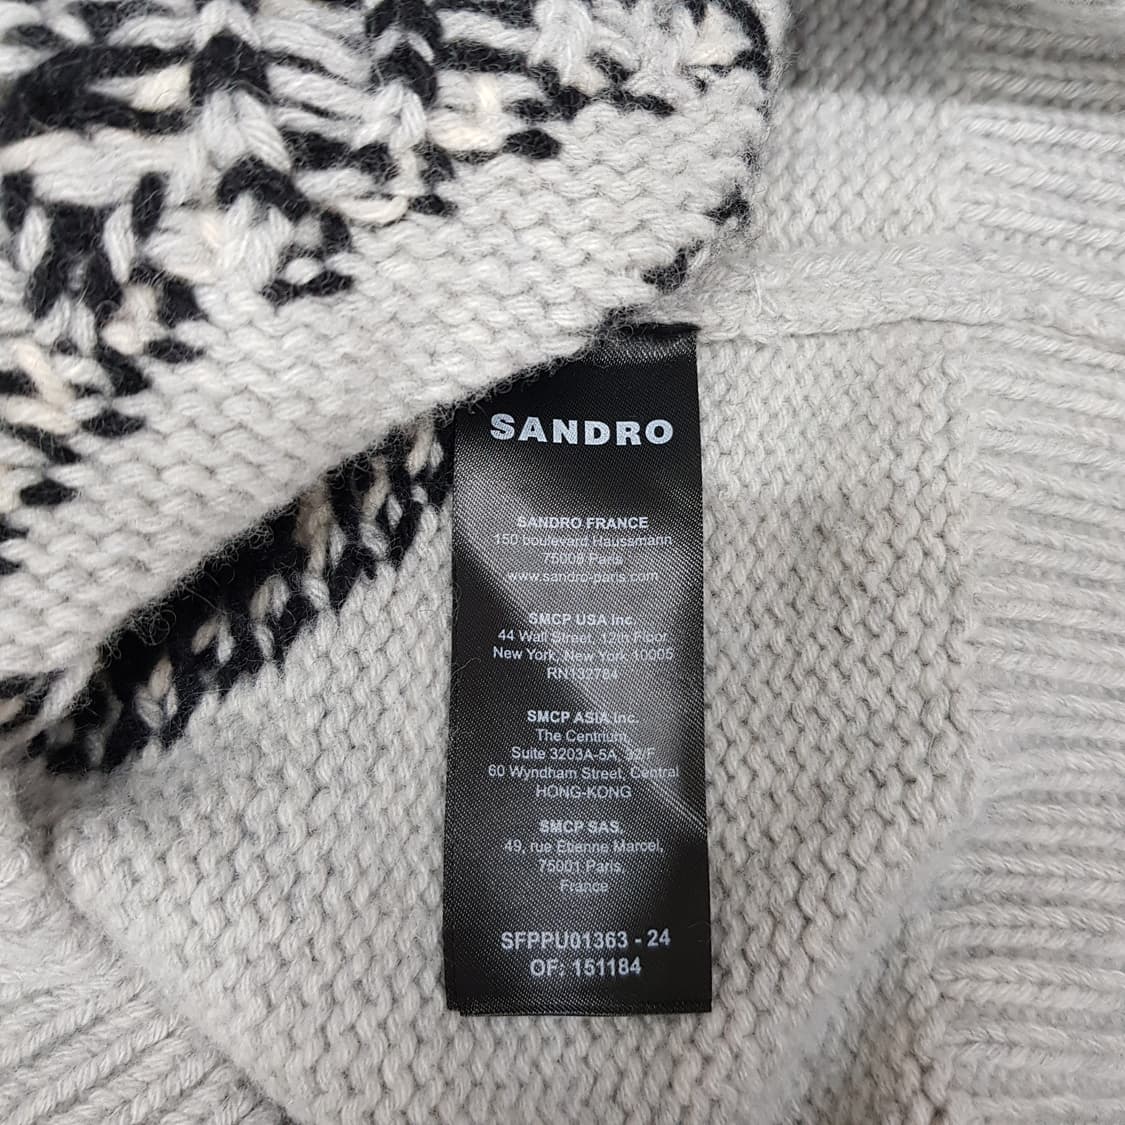 SANDRO
SANDRO FRANCE
150 boulevard Haussmann
75008 Paris
www.sandro-paris.com
SMCP USA Inc.
44 Wall Street, 12th Floor
New York, New York 10005
RN132784
SMCP ASIA Inc.
The Centrium,
Suite 3203A-5A, 32/F
60 Wyndham Street, Central
HONG-KONG
SMCP SAS,
49, rue Etienne Marcel,
75001 Paris,
France
SFPPU01363 - 24
OF: 151184